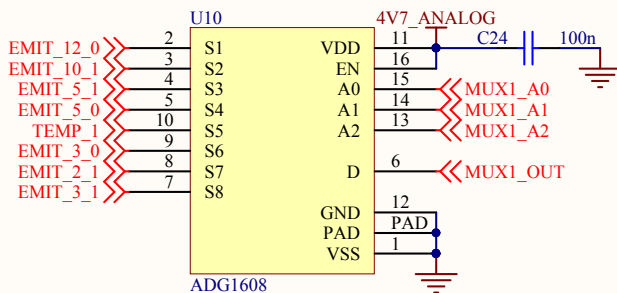 U10
4V7_ANALOG
EMIT_12_0 2 S1 VDD 11 C24 100n
EMIT_10_1 3 S2 EN 16
EMIT_5_1 4 S3 A0 15 MUX1_A0
EMIT_5_0 5 S4 A1 14 MUX1_A1
TEMP_1 10 S5 A2 13 MUX1_A2
EMIT_3_0 9 S6
EMIT_2_1 8 S7 D 6 MUX1_OUT
EMIT_3_1 7 S8
GND 12
PAD PAD
VSS 1
ADG1608